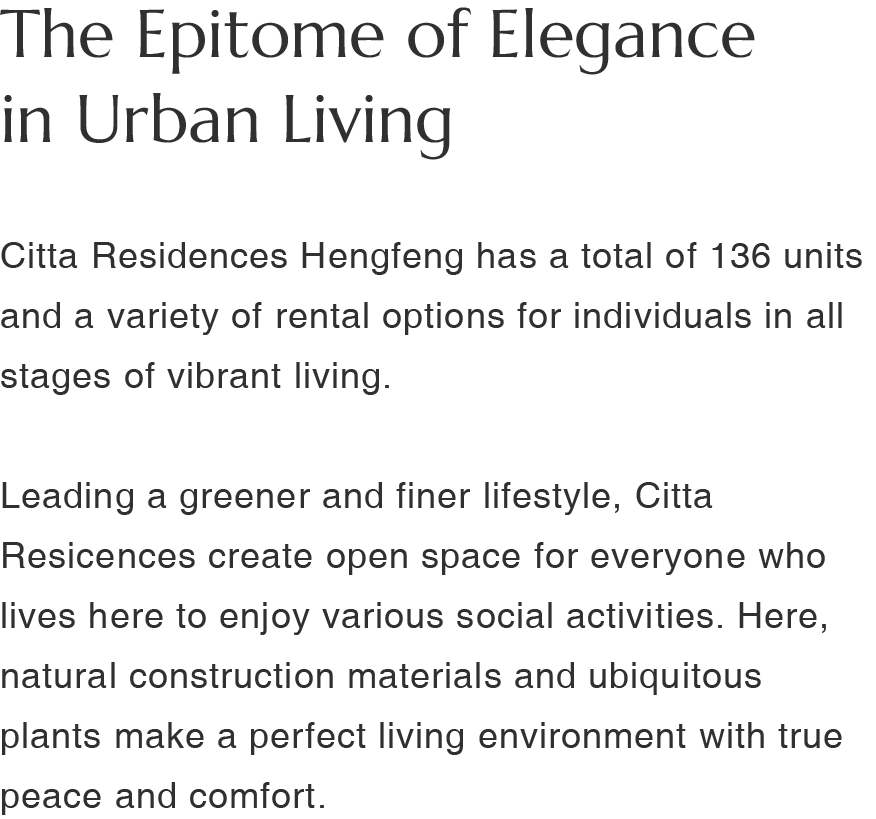 The Epitome of Elegance
in Urban Living
Citta Residences Hengfeng has a total of 136 units
and a variety of rental options for individuals in all
stages of vibrant living.
Leading a greener and finer lifestyle, Citta
Resicences create open space for everyone who
lives here to enjoy various social activities. Here,
natural construction materials and ubiquitous
plants make a perfect living environment with true
peace and comfort.